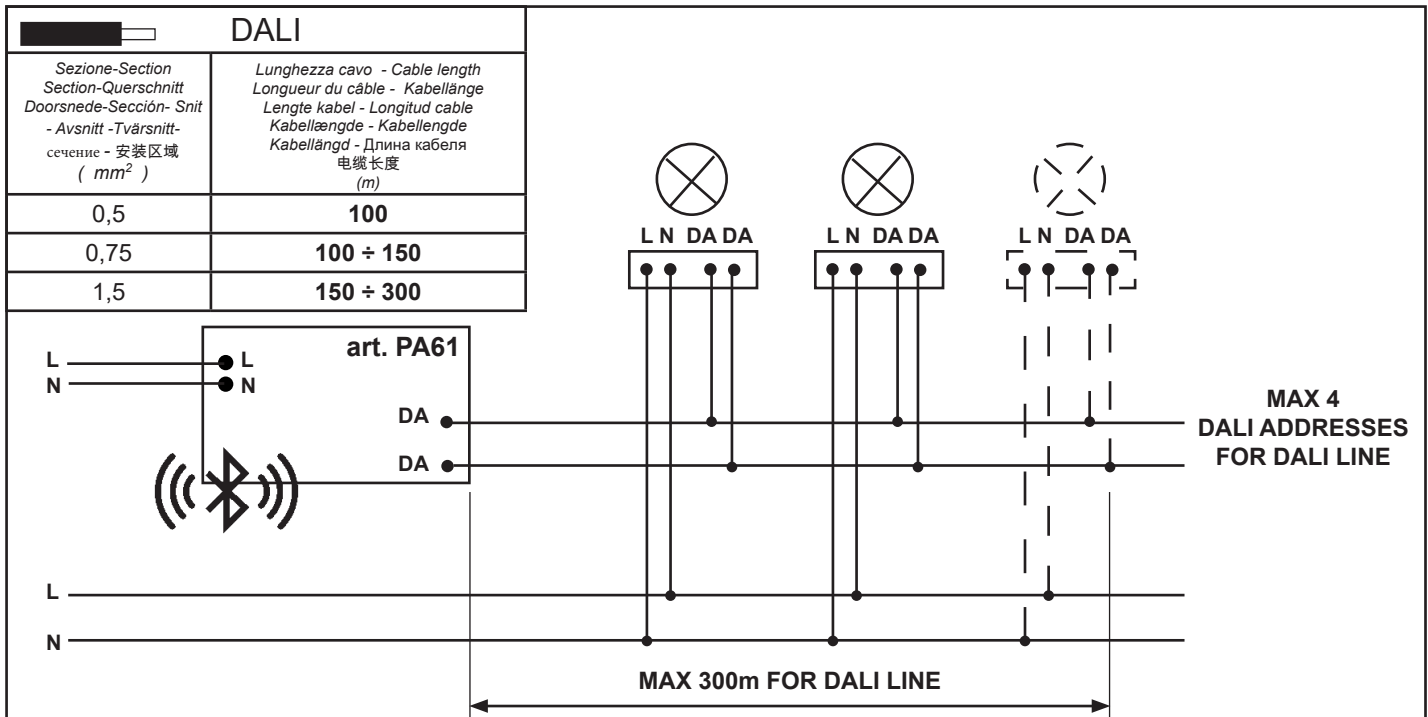 DALI
Sezione-Section
Section-Querschnitt
Doorsnede-Sección- Snit
- Avsnitt -Tvärsnitt-
сечение - 安装区域
( mm² )
Lunghezza cavo - Cable length
Longueur du câble - Kabellänge
Lengte kabel - Longitud cable
Kabellængde - Kabellengde
Kabellängd - Длина кабеля
电缆长度
(m)
0,5 100
0,75 100 ÷ 150
1,5 150 ÷ 300
L N DA DA
L N DA DA
L N DA DA
art. PA61
L L
N N
DA
DA
MAX 4
DALI ADDRESSES
FOR DALI LINE
L
N
MAX 300m FOR DALI LINE